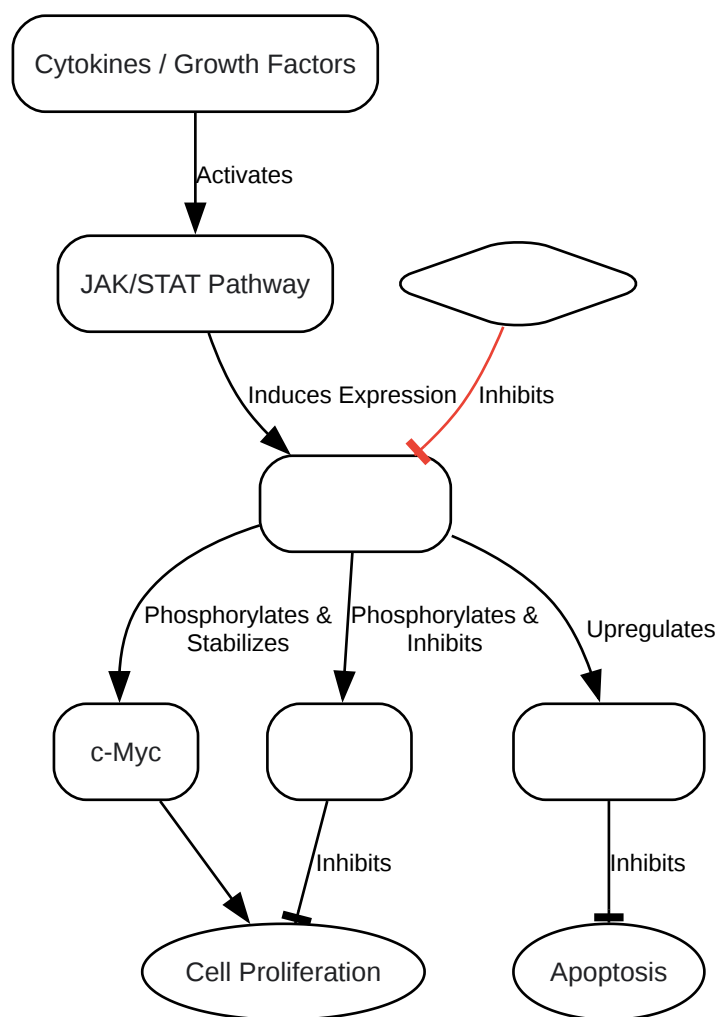 Cytokines / Growth Factors
Activates
JAK/STAT Pathway
Induces Expression
Inhibits
Phosphorylates &
Stabilizes
Phosphorylates &
Inhibits
Upregulates
c-Myc
Inhibits
Inhibits
Cell Proliferation
Apoptosis